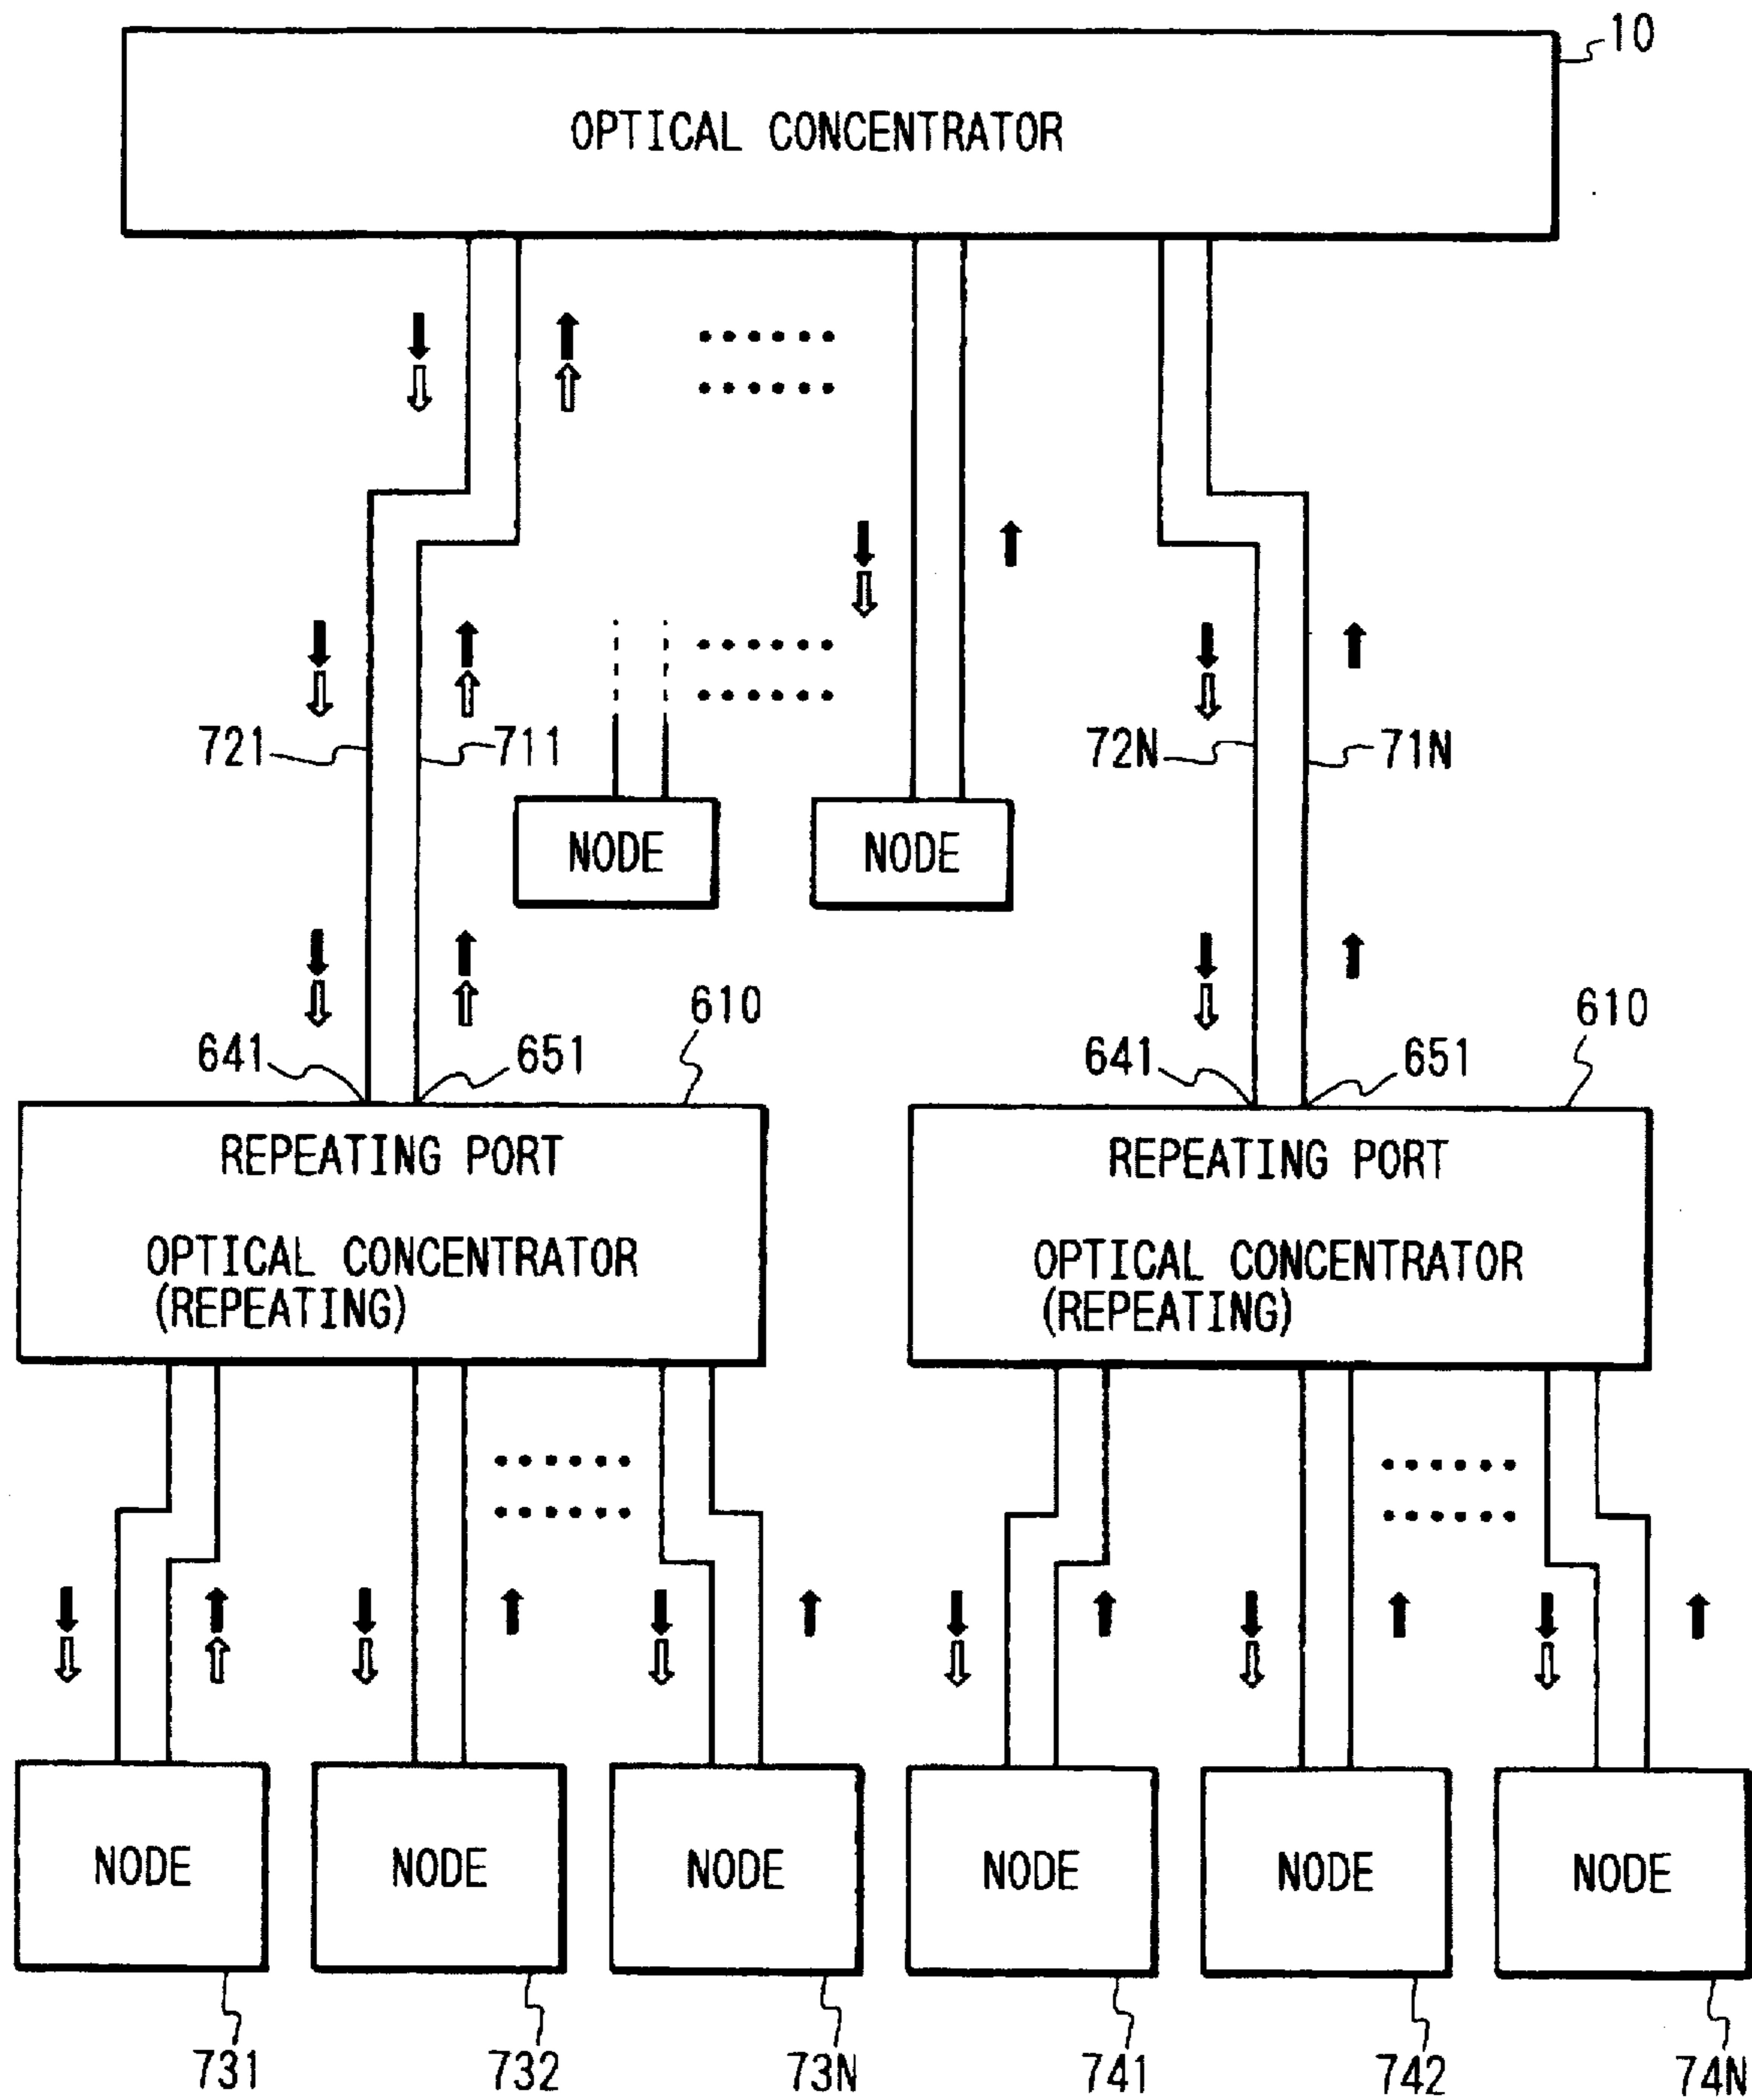 10
OPTICAL CONCENTRATOR
721
711
72N
71N
NODE
NODE
641
651
610
641
651
610
REPEATING PORT
OPTICAL CONCENTRATOR
(REPEATING)
REPEATING PORT
OPTICAL CONCENTRATOR
(REPEATING)
NODE
NODE
NODE
NODE
NODE
NODE
731
732
73N
741
742
74N